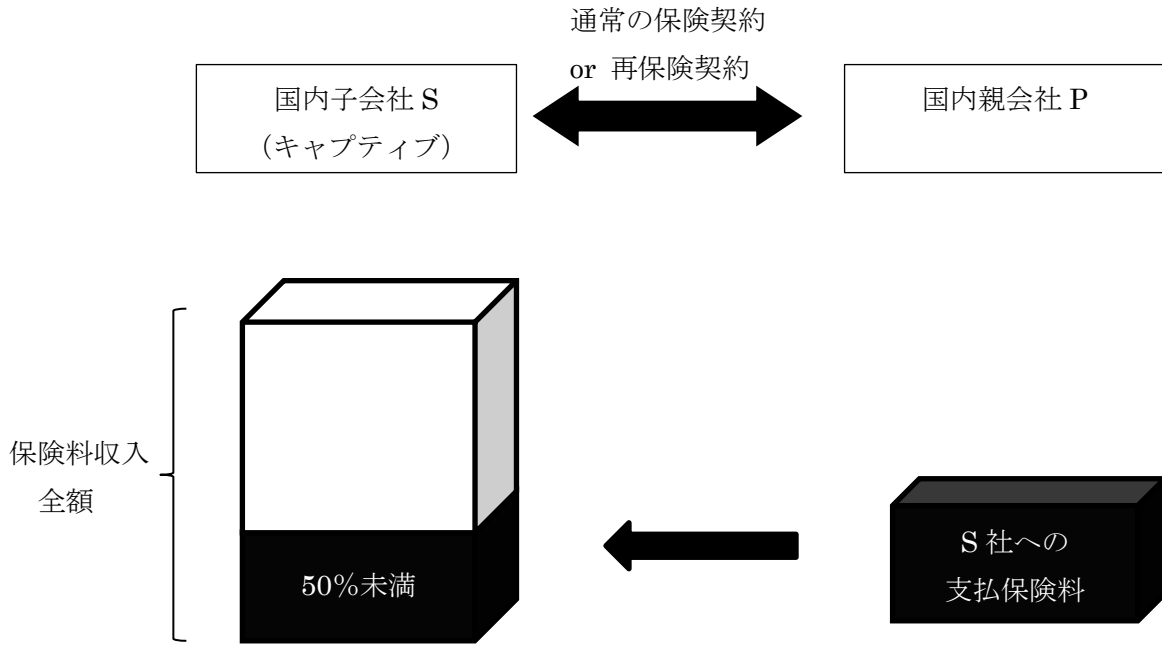 通常の保険契約
or 再保険契約
国内子会社 S
（キャプティブ）
国内親会社 P
保険料収入
全額
50％未満
S 社への
支払保険料